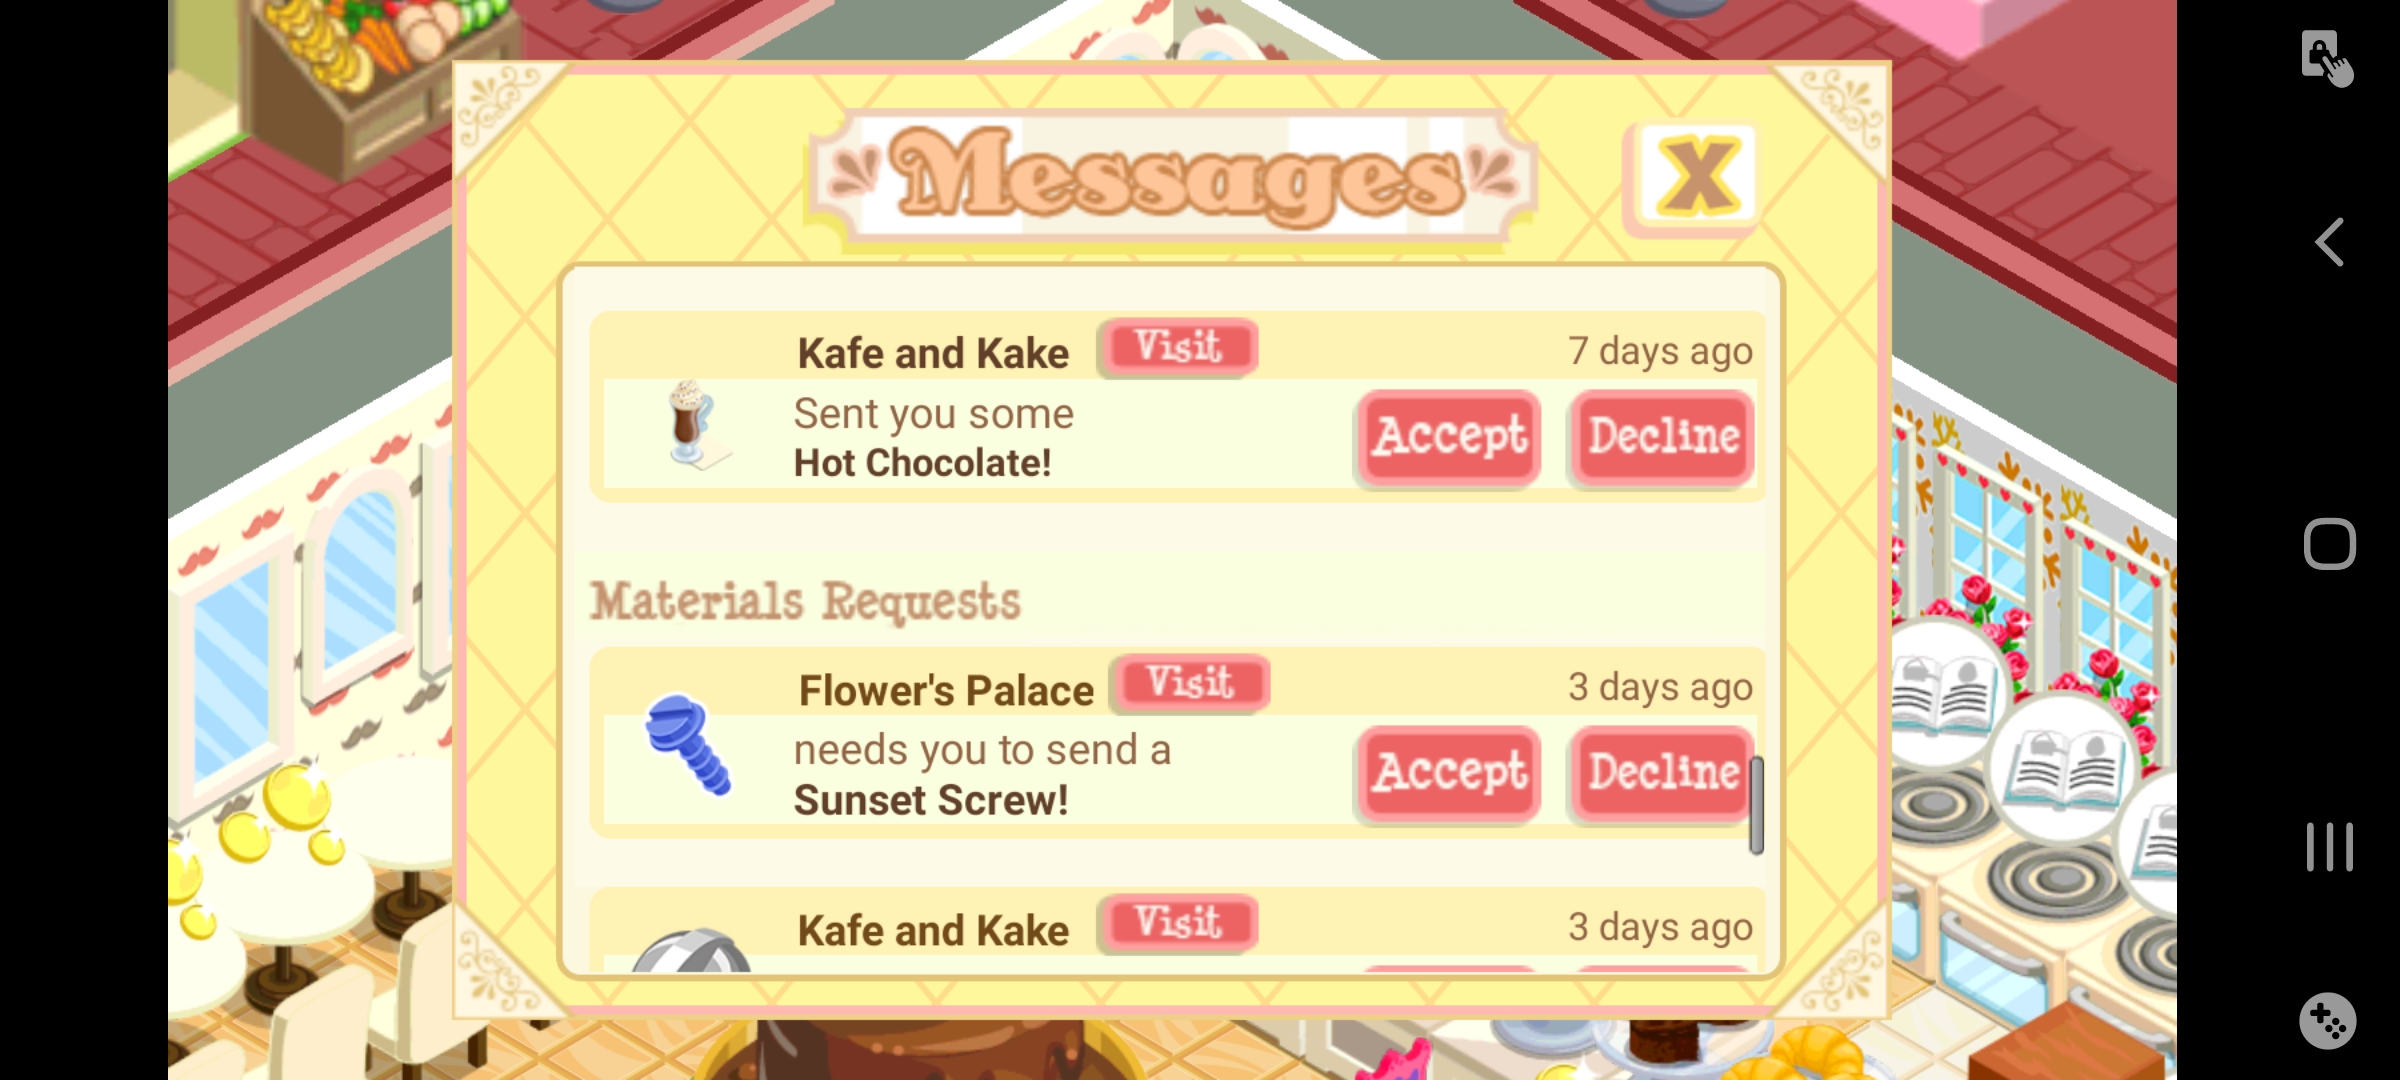 Messages
X
Kafe and Kake
Visit
7 days ago
Sent you some
Hot Chocolate!
Accept
Decline
Materials Requests
Flower's Palace
Visit
3 days ago
needs you to send a
Sunset Screw!
Accept
Decline
Kafe and Kake
Visit
3 days ago